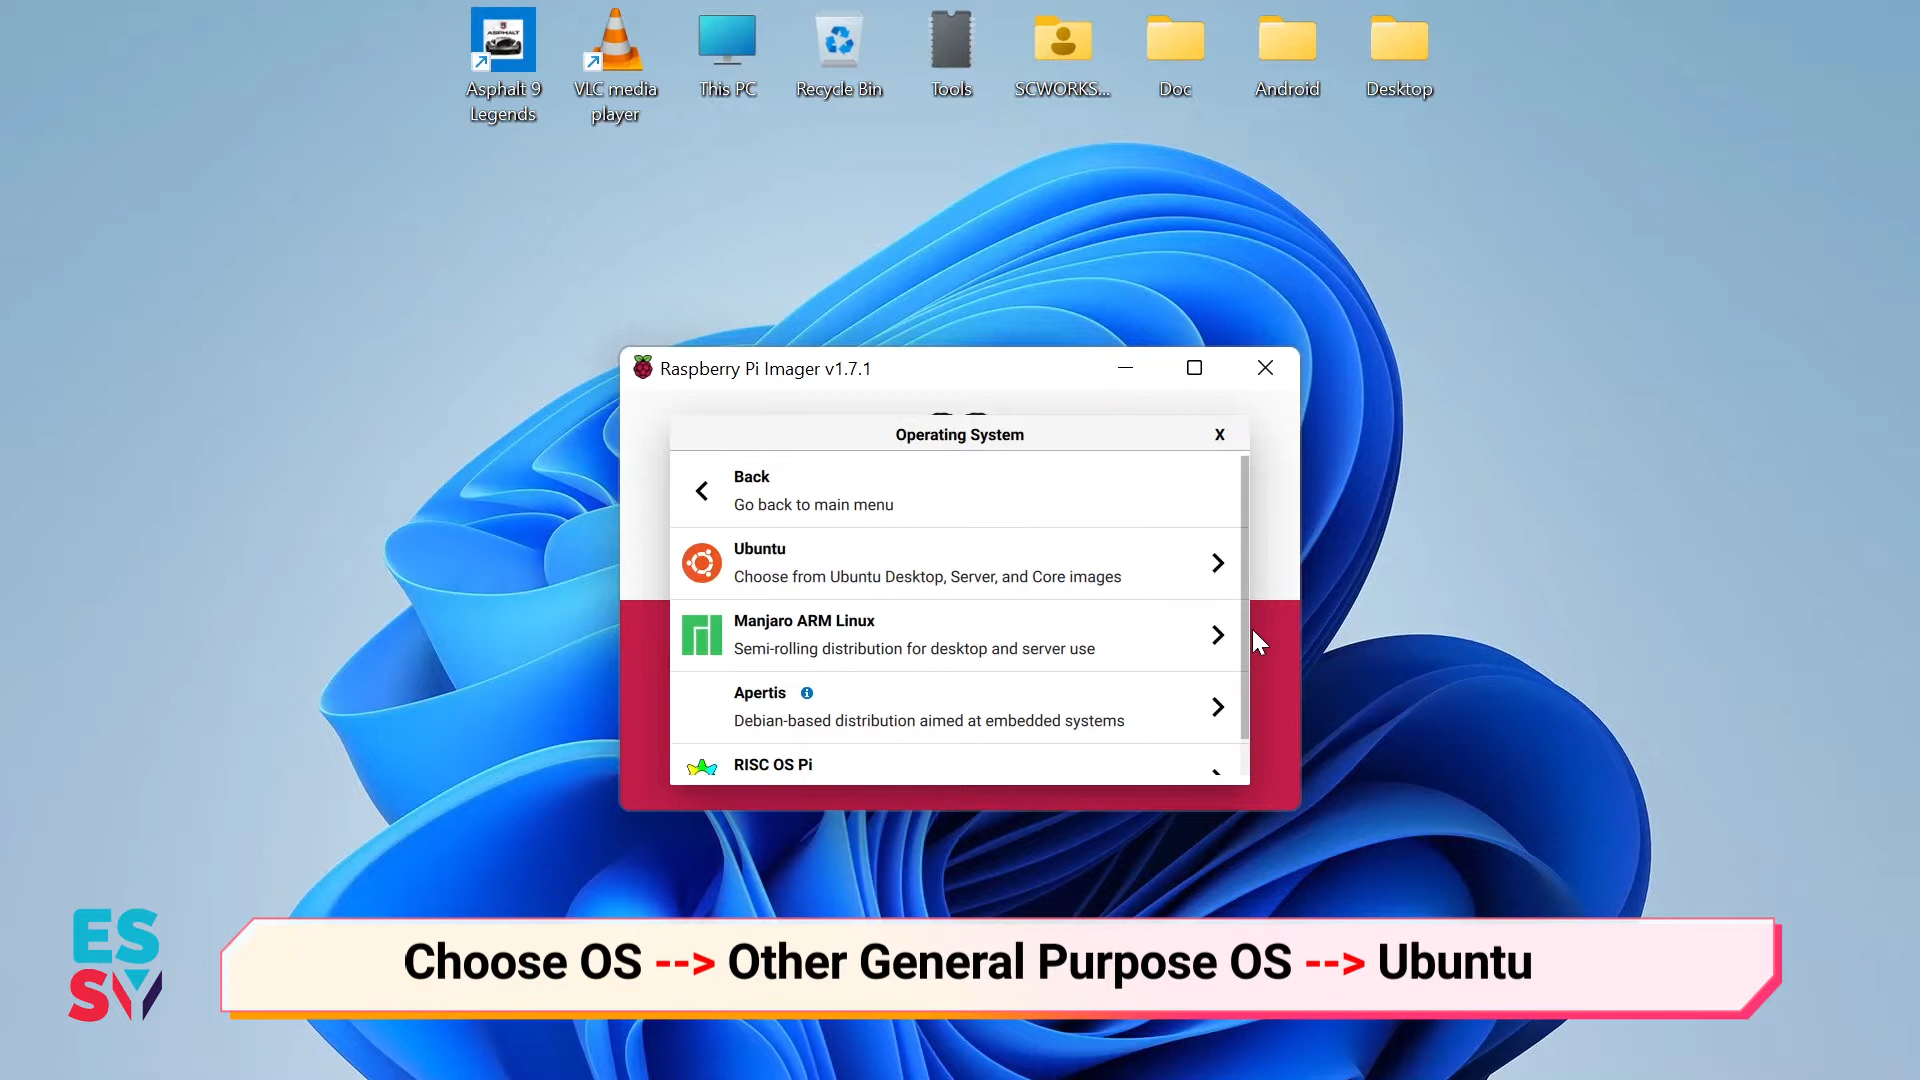 ASPHALT
Asphalt 9
Legends
VLC media
player
This PC
Recycle Bin
Tools
SCWORKS...
Doc
Android
Desktop
Raspberry Pi Imager v1.7.1
Operating System
X
Back
Go back to main menu
Ubuntu
Choose from Ubuntu Desktop, Server, and Core images
Manjaro ARM Linux
Semi-rolling distribution for desktop and server use
Apertis
Debian-based distribution aimed at embedded systems
RISC OS Pi
ES
SY
Choose OS --> Other General Purpose OS --> Ubuntu